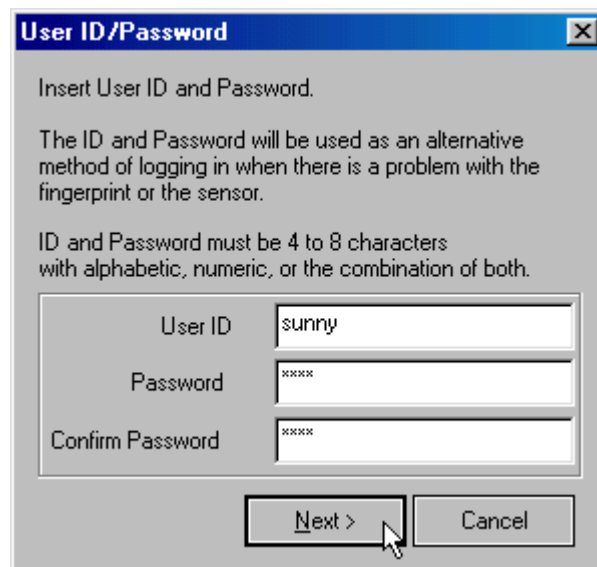 User ID/Password
Insert User ID and Password.
The ID and Password will be used as an alternative
method of logging in when there is a problem with the
fingerprint or the sensor.
ID and Password must be 4 to 8 characters
with alphabetic, numeric, or the combination of both.
User ID sunny
Password ****
Confirm Password ****
Next > Cancel